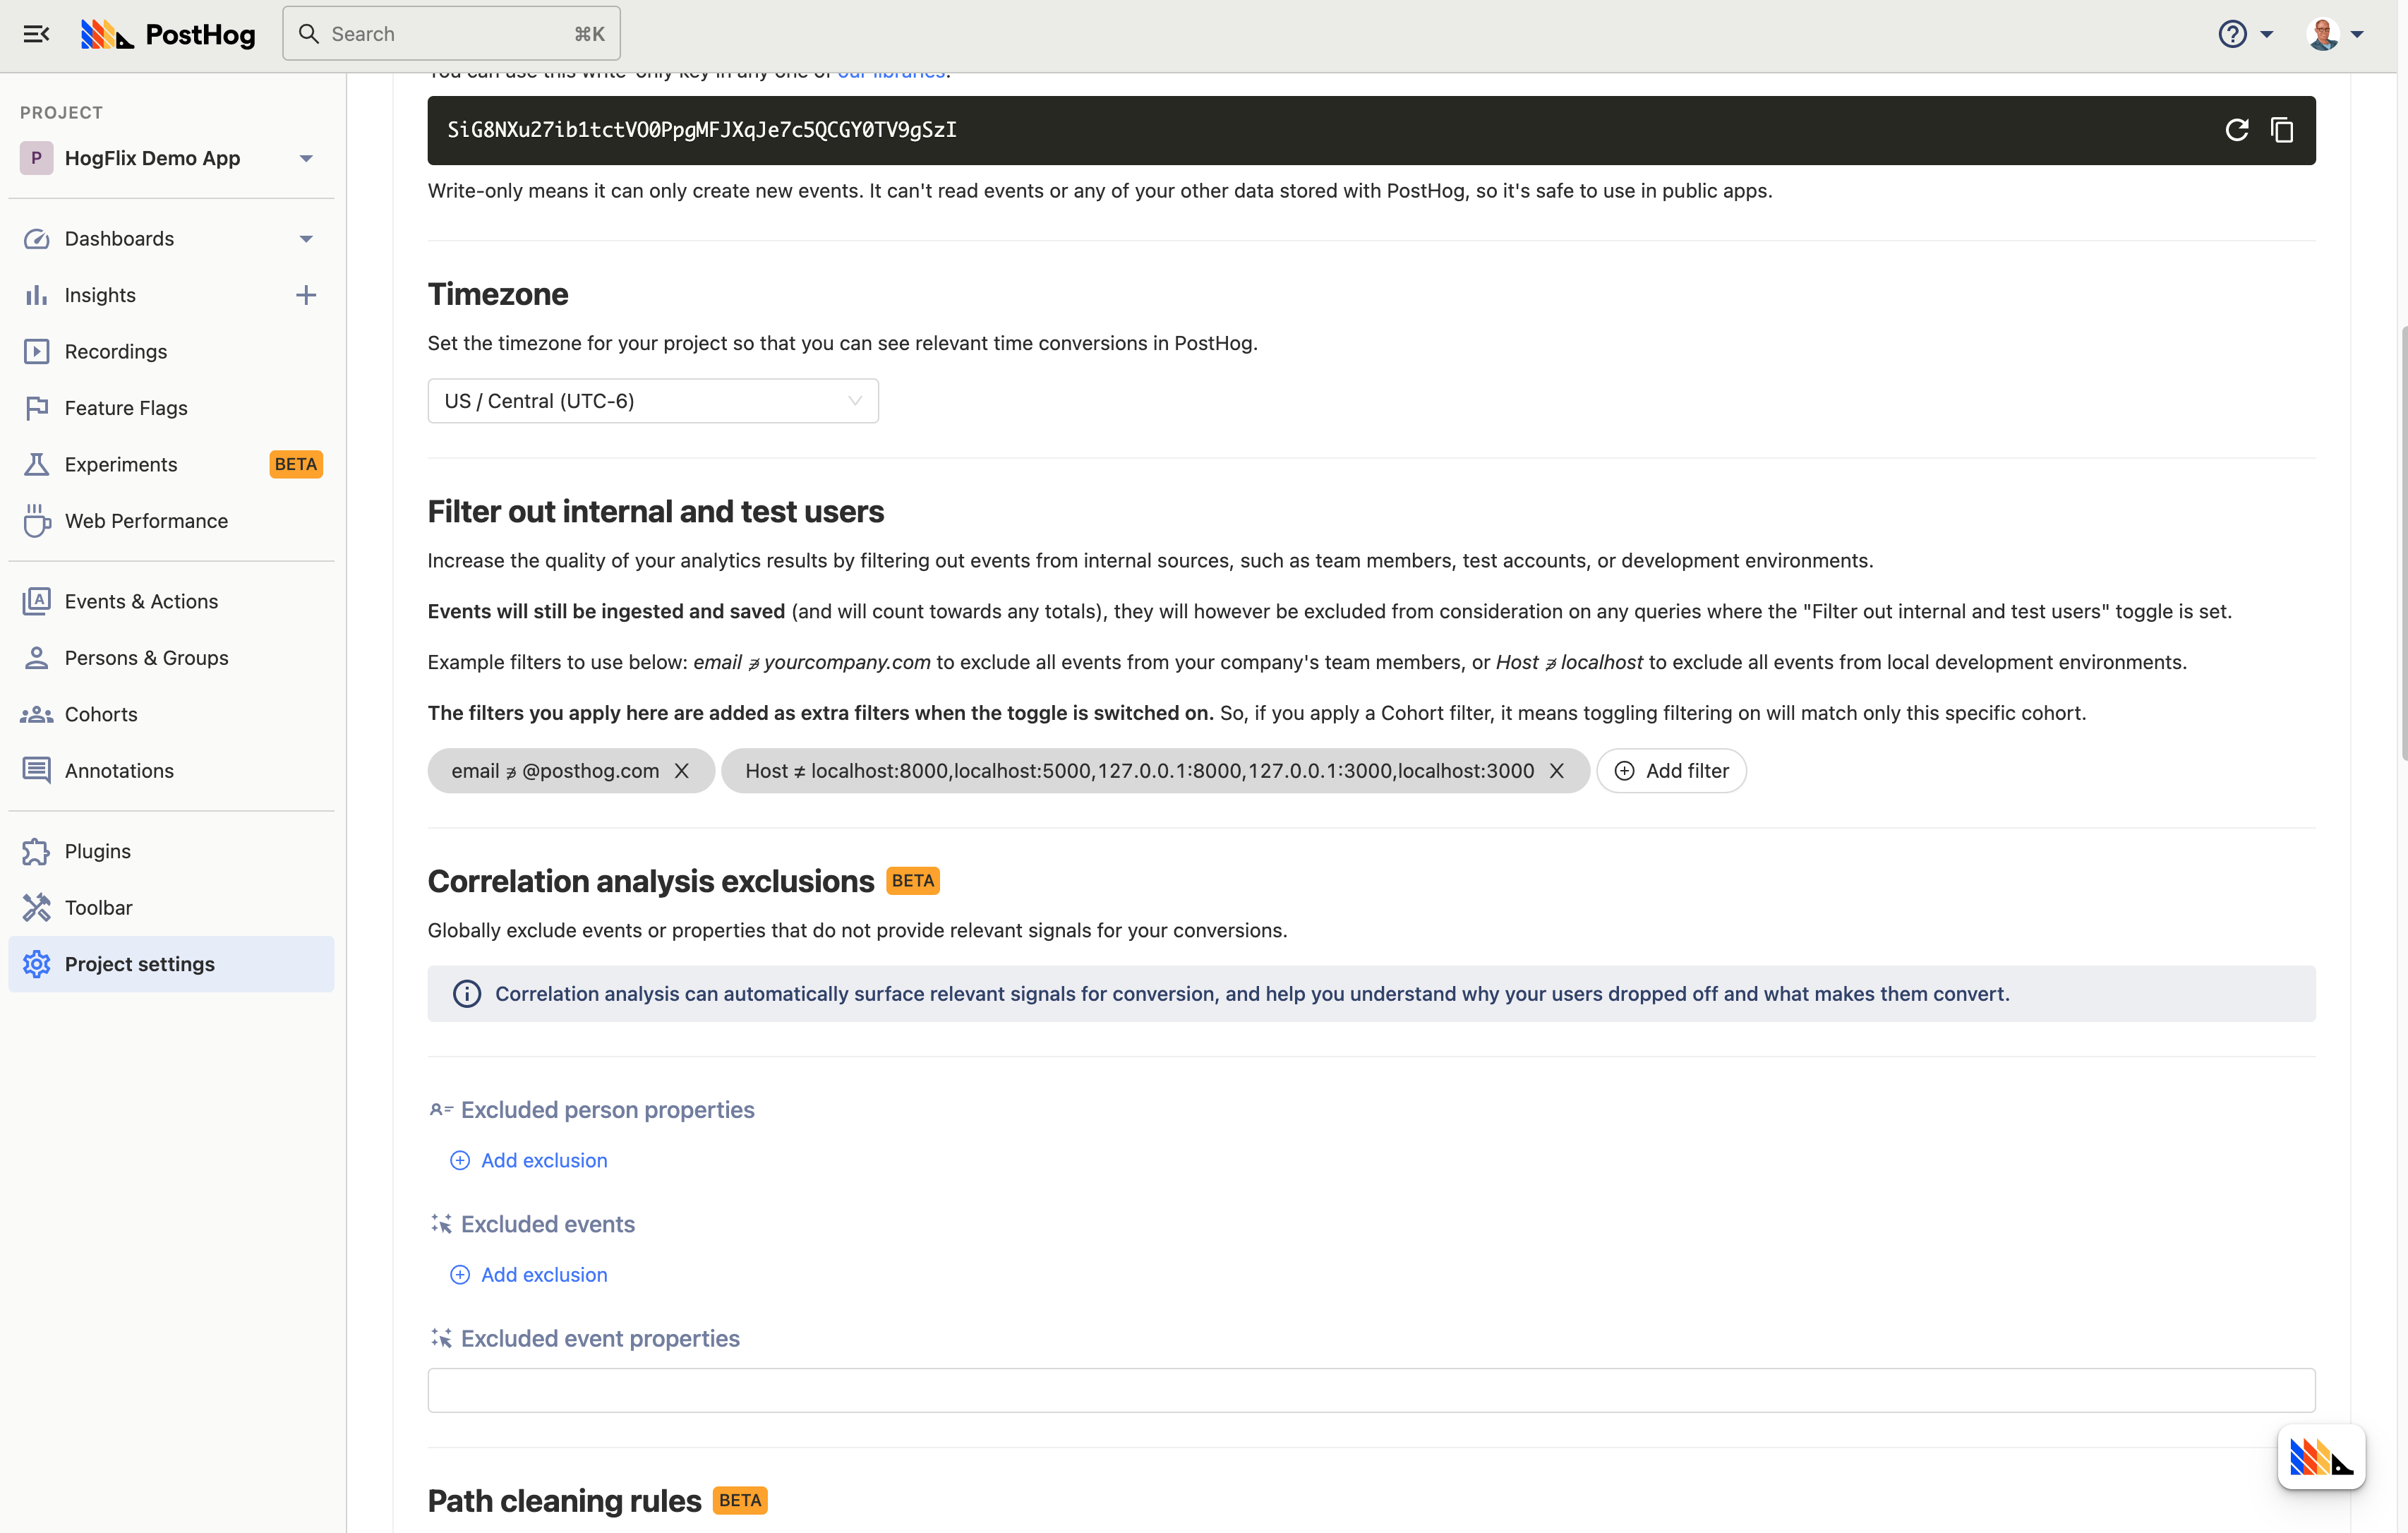 PostHog
Search
⌘K
PROJECT
P
HogFlix Demo App
Dashboards
Insights
Recordings
Feature Flags
Experiments
BETA
Web Performance
Events & Actions
Persons & Groups
Cohorts
Annotations
Plugins
Toolbar
Project settings
You can use this write-only key in any one of our libraries.
SiG8NXu27ib1tctVO0PpgMFJXqJe7c5QCGY0TV9gSzI
Write-only means it can only create new events. It can't read events or any of your other data stored with PostHog, so it's safe to use in public apps.
Timezone
Set the timezone for your project so that you can see relevant time conversions in PostHog.
US / Central (UTC-6)
Filter out internal and test users
Increase the quality of your analytics results by filtering out events from internal sources, such as team members, test accounts, or development environments.
Events will still be ingested and saved (and will count towards any totals), they will however be excluded from consideration on any queries where the "Filter out internal and test users" toggle is set.
Example filters to use below: email ∌ yourcompany.com to exclude all events from your company's team members, or Host ∌ localhost to exclude all events from local development environments.
The filters you apply here are added as extra filters when the toggle is switched on. So, if you apply a Cohort filter, it means toggling filtering on will match only this specific cohort.
email ∌ @posthog.com
Host ≠ localhost:8000,localhost:5000,127.0.0.1:8000,127.0.0.1:3000,localhost:3000
Add filter
Correlation analysis exclusions
BETA
Globally exclude events or properties that do not provide relevant signals for your conversions.
Correlation analysis can automatically surface relevant signals for conversion, and help you understand why your users dropped off and what makes them convert.
Excluded person properties
Add exclusion
Excluded events
Add exclusion
Excluded event properties
Path cleaning rules
BETA